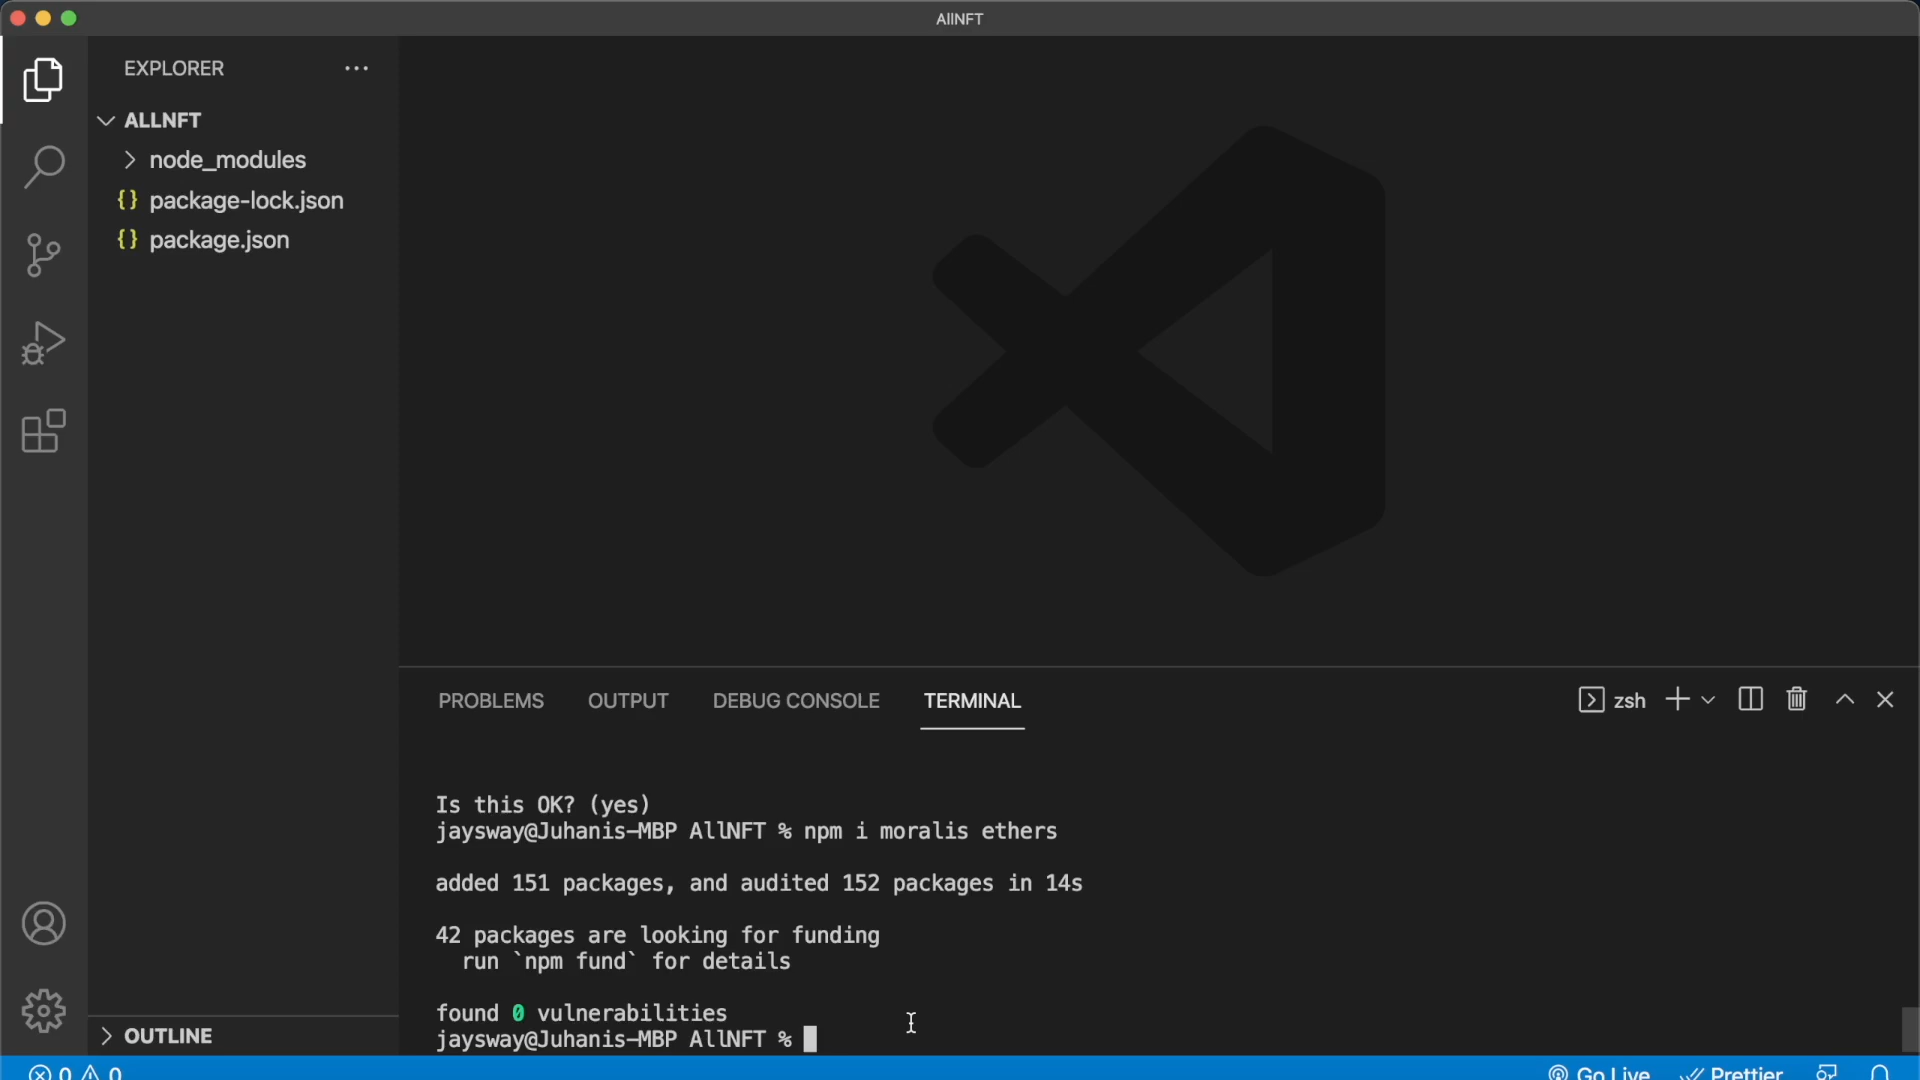 AllNFT
EXPLORER
ALLNFT
node_modules
{} package-lock.json
{} package.json
OUTLINE
PROBLEMS
OUTPUT
DEBUG CONSOLE
TERMINAL
zsh
Is this OK? (yes)
jaysway@Juhanis-MBP AllNFT % npm i moralis ethers
added 151 packages, and audited 152 packages in 14s
42 packages are looking for funding
run `npm fund` for details
found 0 vulnerabilities
jaysway@Juhanis-MBP AllNFT %
0 0
Go Live
Prettier